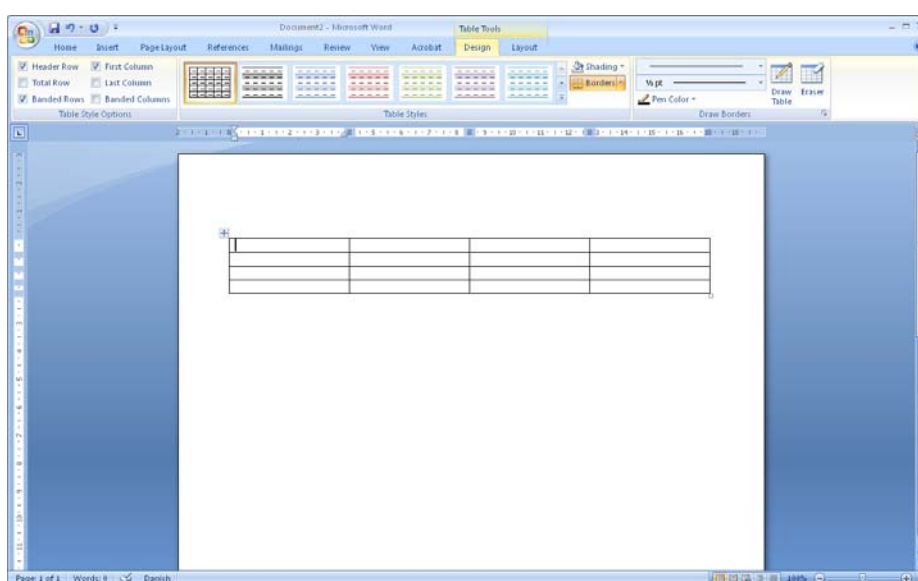 Document2 - Microsoft Word
Table Tools
Home Insert Page Layout References Mailings Review View Acrobat Design Layout
Header Row First Column
Total Row Last Column
Banded Rows Banded Columns
Table Style Options
Table Styles
Shading
Borders
½ pt
Pen Color
Draw Table
Eraser
Draw Borders
Page: 1 of 1 Words: 0 Danish